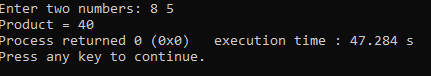 Enter two numbers: 8 5
Product = 40
Process returned 0 (0x0)   execution time : 47.284 s
Press any key to continue.